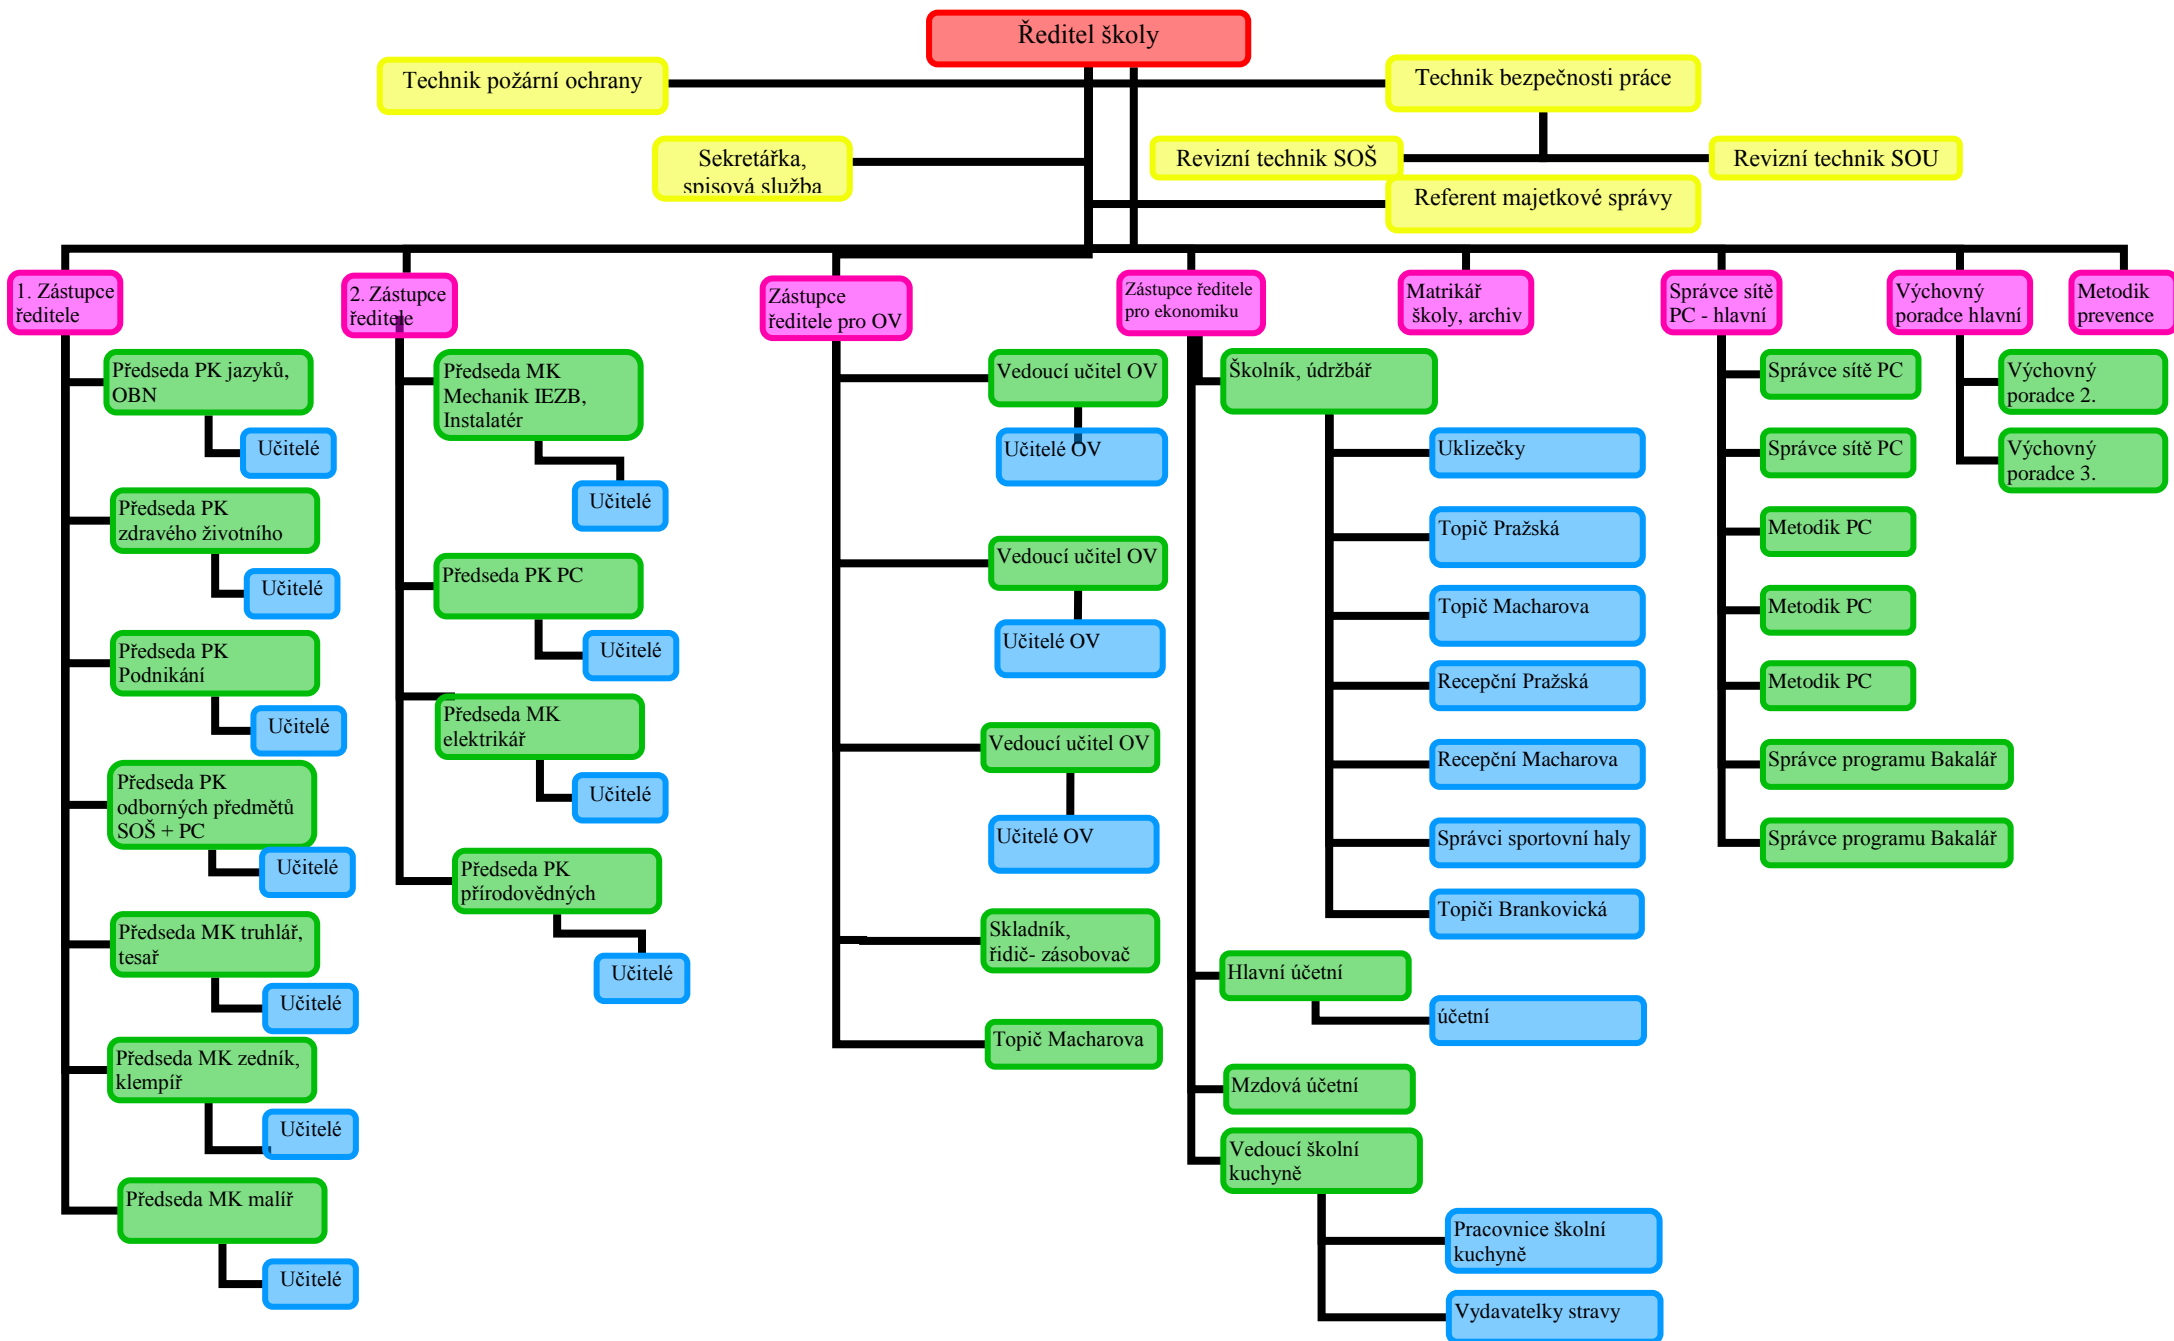 Ředitel školy
Technik požární ochrany
Technik bezpečnosti práce
Sekretářka,
spisová služba
Revizní technik SOŠ
Revizní technik SOU
Referent majetkové správy
1. Zástupce
ředitele
2. Zástupce
ředitele
Zástupce
ředitele pro OV
Zástupce ředitele
pro ekonomiku
Matrikář
školy, archiv
Správce sítě
PC - hlavní
Výchovný
poradce hlavní
Metodik
prevence
Předseda PK jazyků,
OBN
Učitelé
Předseda PK
zdravého životního
Učitelé
Předseda PK
Podnikání
Učitelé
Předseda PK
odborných předmětů
SOŠ + PC
Učitelé
Předseda MK truhlář,
tesař
Učitelé
Předseda MK zedník,
klempíř
Učitelé
Předseda MK malíř
Učitelé
Předseda MK
Mechanik IEZB,
Instalatér
Učitelé
Předseda PK PC
Učitelé
Předseda MK
elektrikář
Učitelé
Předseda PK
přírodovědných
Učitelé
Vedoucí učitel OV
Učitelé OV
Vedoucí učitel OV
Učitelé OV
Vedoucí učitel OV
Učitelé OV
Skladník,
řidič- zásobovač
Topič Macharova
Školník, údržbář
Uklizečky
Topič Pražská
Topič Macharova
Recepční Pražská
Recepční Macharova
Správci sportovní haly
Topiči Brankovická
Hlavní účetní
účetní
Mzdová účetní
Vedoucí školní
kuchyně
Pracovnice školní
kuchyně
Vydavatelky stravy
Správce sítě PC
Správce sítě PC
Metodik PC
Metodik PC
Metodik PC
Správce programu Bakalář
Správce programu Bakalář
Výchovný
poradce 2.
Výchovný
poradce 3.